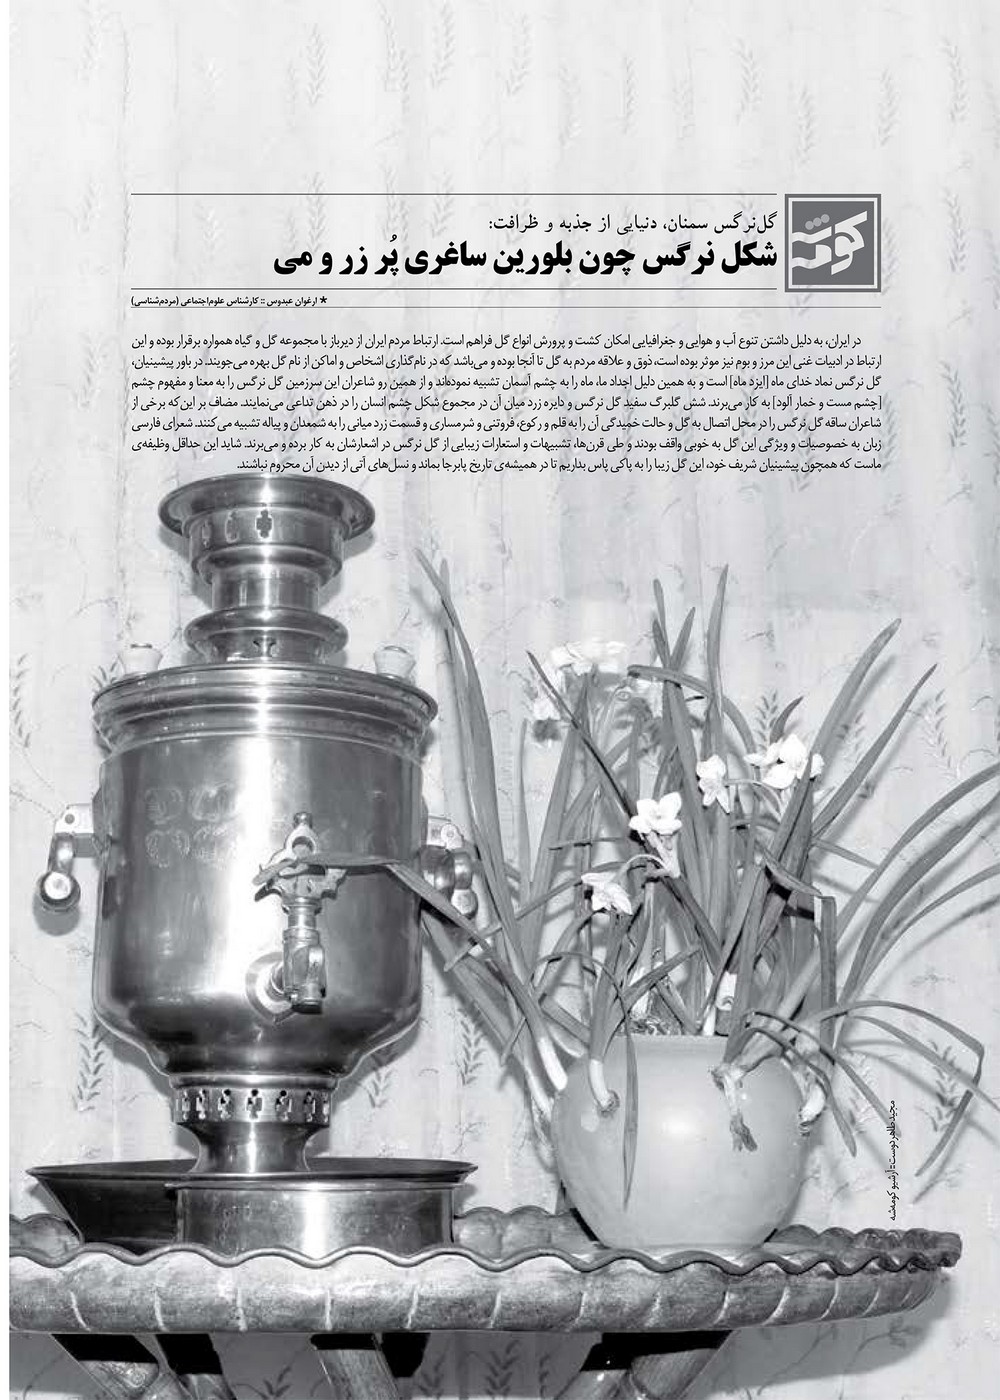 کومش
گل‌نرگس سمنان، دنیایی از جذبه و ظرافت:
شکل نرگس چون بلورین ساغری پُر زر و می
* ارغوان عبدوس :: کارشناس علوم‌اجتماعی (مردم‌شناسی)
در ایران، به دلیل داشتن تنوع آب و هوایی و جغرافیایی امکان کشت و پرورش انواع گل فراهم است. ارتباط مردم ایران از دیرباز با مجموعه گل و گیاه همواره برقرار بوده و این
ارتباط در ادبیات غنی این مرز و بوم نیز موثر بوده است، ذوق و علاقه مردم به گل تا آنجا بوده و می‌باشد که در نام‌گذاری اشخاص و اماکن از نام گل بهره می‌جویند. در باور پیشینیان،
گل نرگس نماد خدای ماه [ایزد ماه] است و به همین دلیل اجداد ما، ماه را به چشم آسمان تشبیه نموده‌اند و از همین رو شاعران این سرزمین گل نرگس را به معنا و مفهوم چشم
[چشم مست و خمار آلود] به کار می‌برند. شش گلبرگ سفید گل نرگس و دایره زرد میان آن در مجموع شکل چشم انسان را در ذهن تداعی می‌نمایند. مضاف بر این‌که برخی از
شاعران ساقه گل نرگس را در محل اتصال به گل و حالت خمیدگی آن را به قلم و رکوع، فروتنی و شرمساری و قسمت زرد میانی را به شمعدان و پیاله تشبیه می‌کنند. شعرای فارسی
زبان به خصوصیات و ویژگی این گل به خوبی واقف بودند و طی قرن‌ها، تشبیهات و استعارات زیبایی از گل نرگس در اشعارشان به کار برده و می‌برند. شاید این حداقل وظیفه‌ی
ماست که همچون پیشینیان شریف خود، این گل زیبا را به پاکی پاس بداریم تا در همیشه‌ی تاریخ پابرجا بماند و نسل‌های آتی از دیدن آن محروم نباشند.
مجید طاهردوست :: آرشیو کومه‌شه